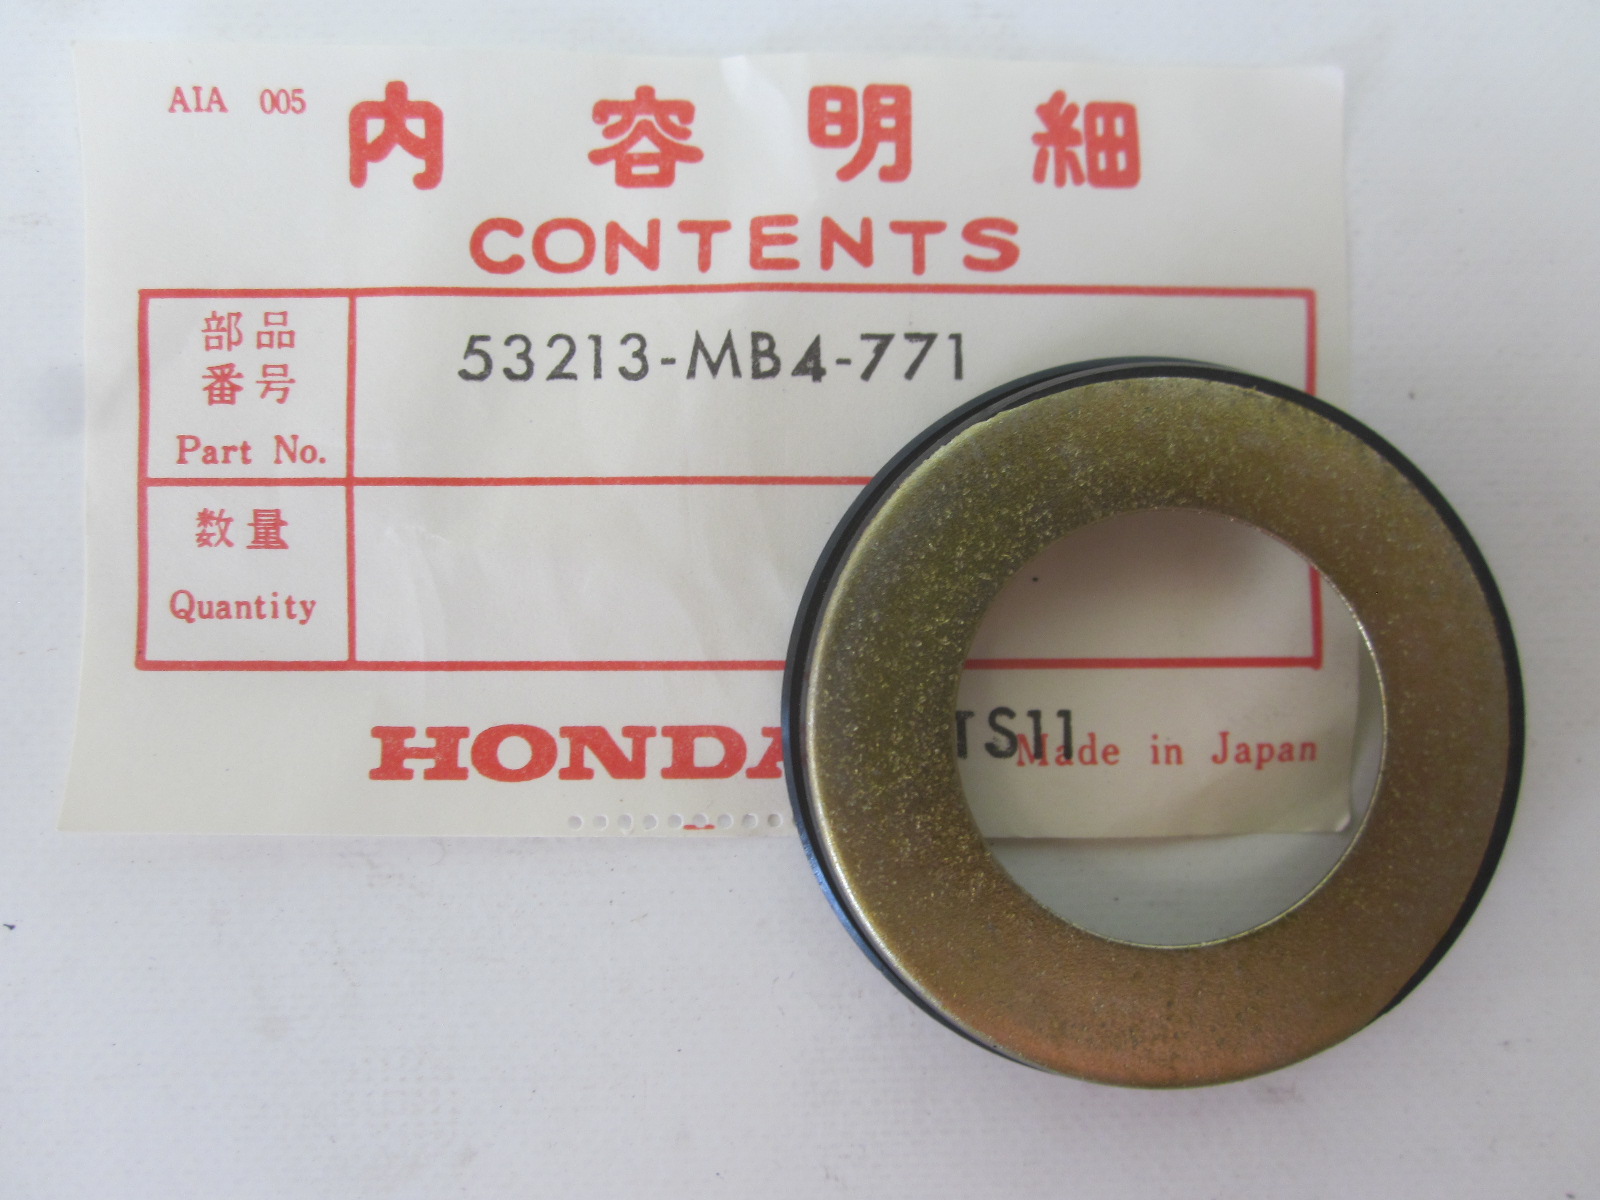 AIA 005
内容明細
CONTENTS
部品
番号
Part No.
53213-MB4-771
数量
Quantity
HONDA
TS11
Made in Japan